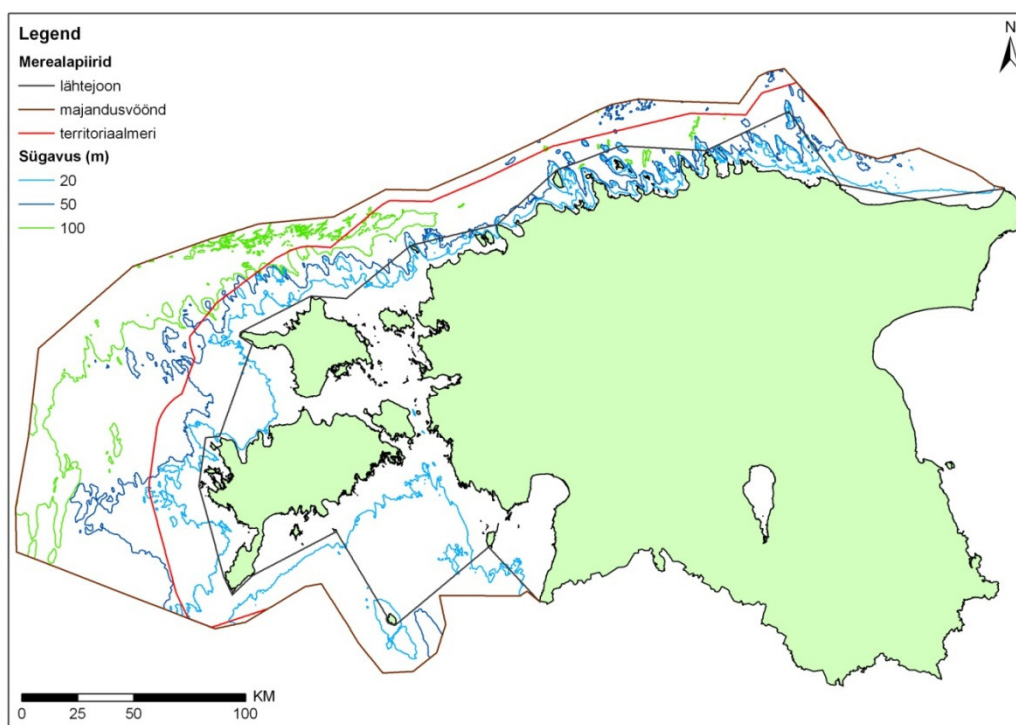 Legend
Merealapiirid
lähtejoon
majandusvöönd
territoriaalmeri
Sügavus (m)
20
50
100
N
KM
0 25 50 100